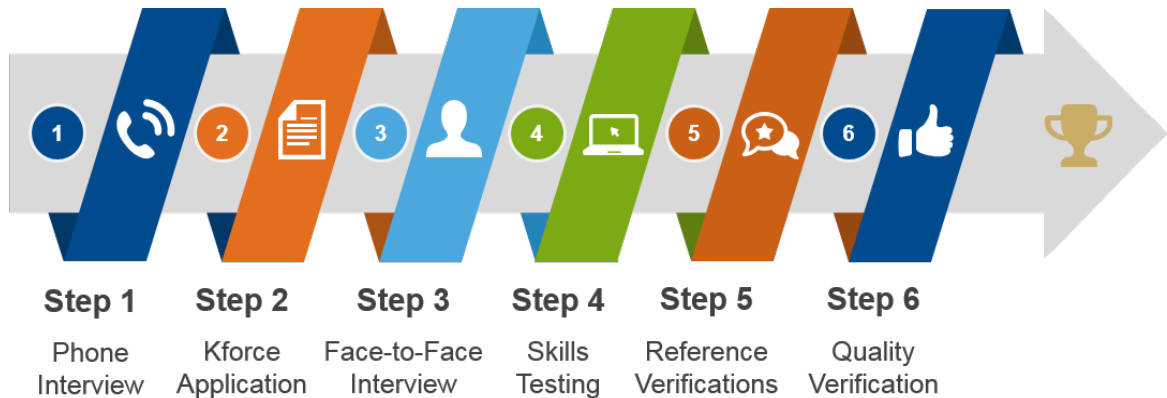 1
2
3
4
5
6
Step 1
Step 2
Step 3
Step 4
Step 5
Step 6
Phone
Interview
Kforce
Application
Face-to-Face
Interview
Skills
Testing
Reference
Verifications
Quality
Verification